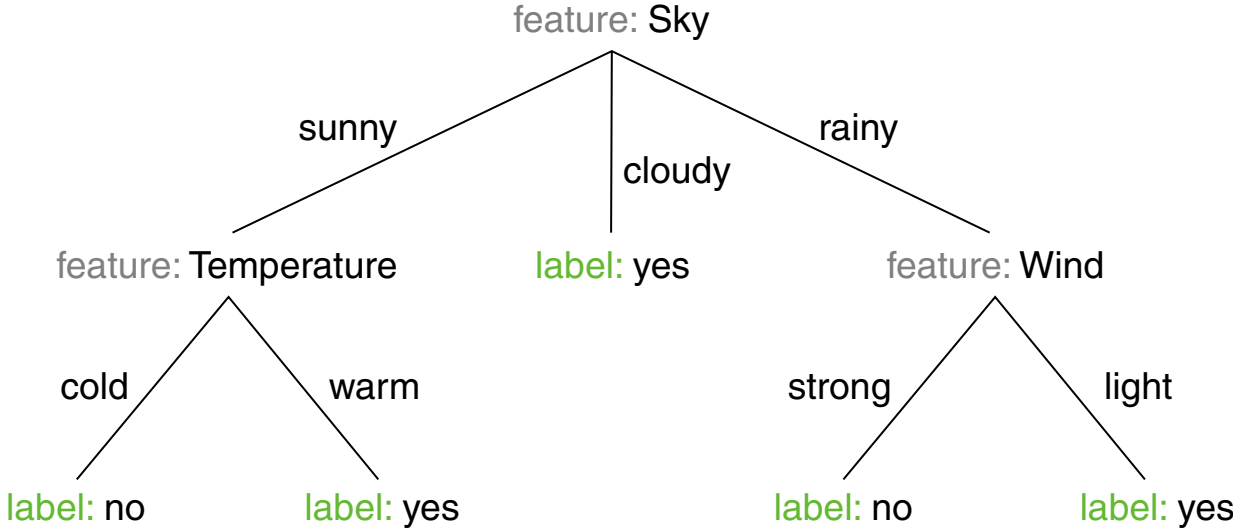 feature: Sky
sunny
rainy
cloudy
feature: Temperature
label: yes
feature: Wind
cold
warm
strong
light
label: no
label: yes
label: no
label: yes